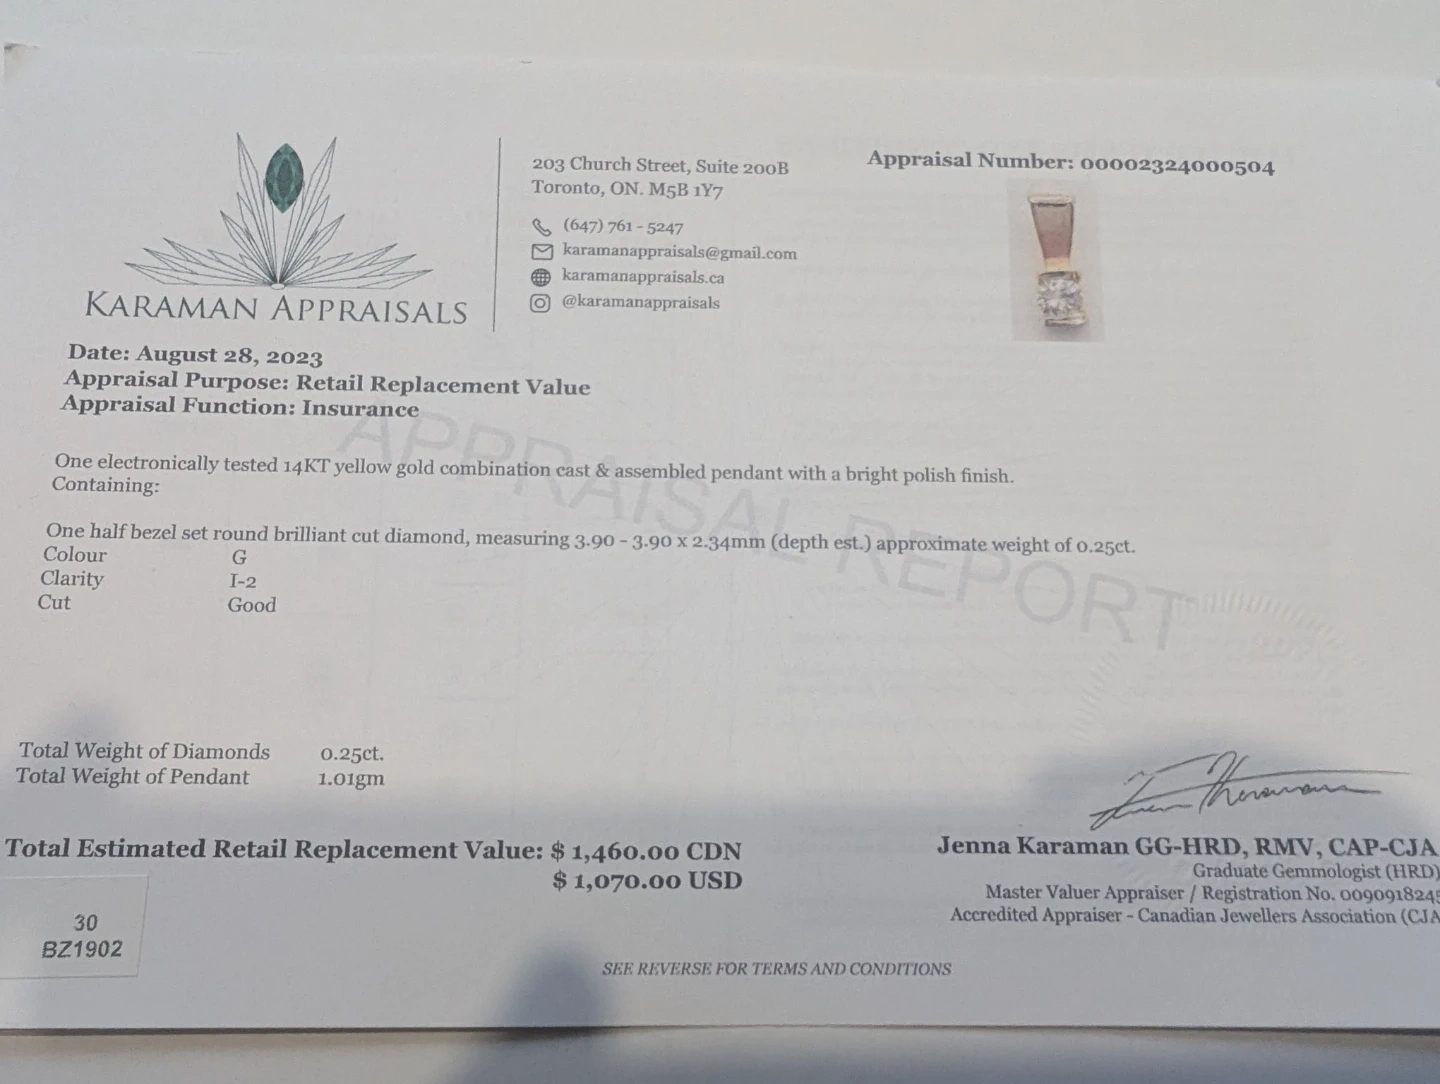 KARAMAN APPRAISALS
203 Church Street, Suite 200B
Toronto, ON. M5B 1Y7
(647) 761 - 5247
karamanappraisals@gmail.com
karamanappraisals.ca
@karamanappraisals
Appraisal Number: 00002324000504
Date: August 28, 2023
Appraisal Purpose: Retail Replacement Value
Appraisal Function: Insurance
APPRAISAL REPORT
One electronically tested 14KT yellow gold combination cast & assembled pendant with a bright polish finish.
Containing:
One half bezel set round brilliant cut diamond, measuring 3.90 - 3.90 x 2.34mm (depth est.) approximate weight of 0.25ct.
Colour G
Clarity I-2
Cut Good
Total Weight of Diamonds 0.25ct.
Total Weight of Pendant 1.01gm
Total Estimated Retail Replacement Value: $ 1,460.00 CDN
$ 1,070.00 USD
Jenna Karaman GG-HRD, RMV, CAP-CJA
Graduate Gemmologist (HRD)
Master Valuer Appraiser / Registration No. 009091824
Accredited Appraiser - Canadian Jewellers Association (CJA
30
BZ1902
SEE REVERSE FOR TERMS AND CONDITIONS